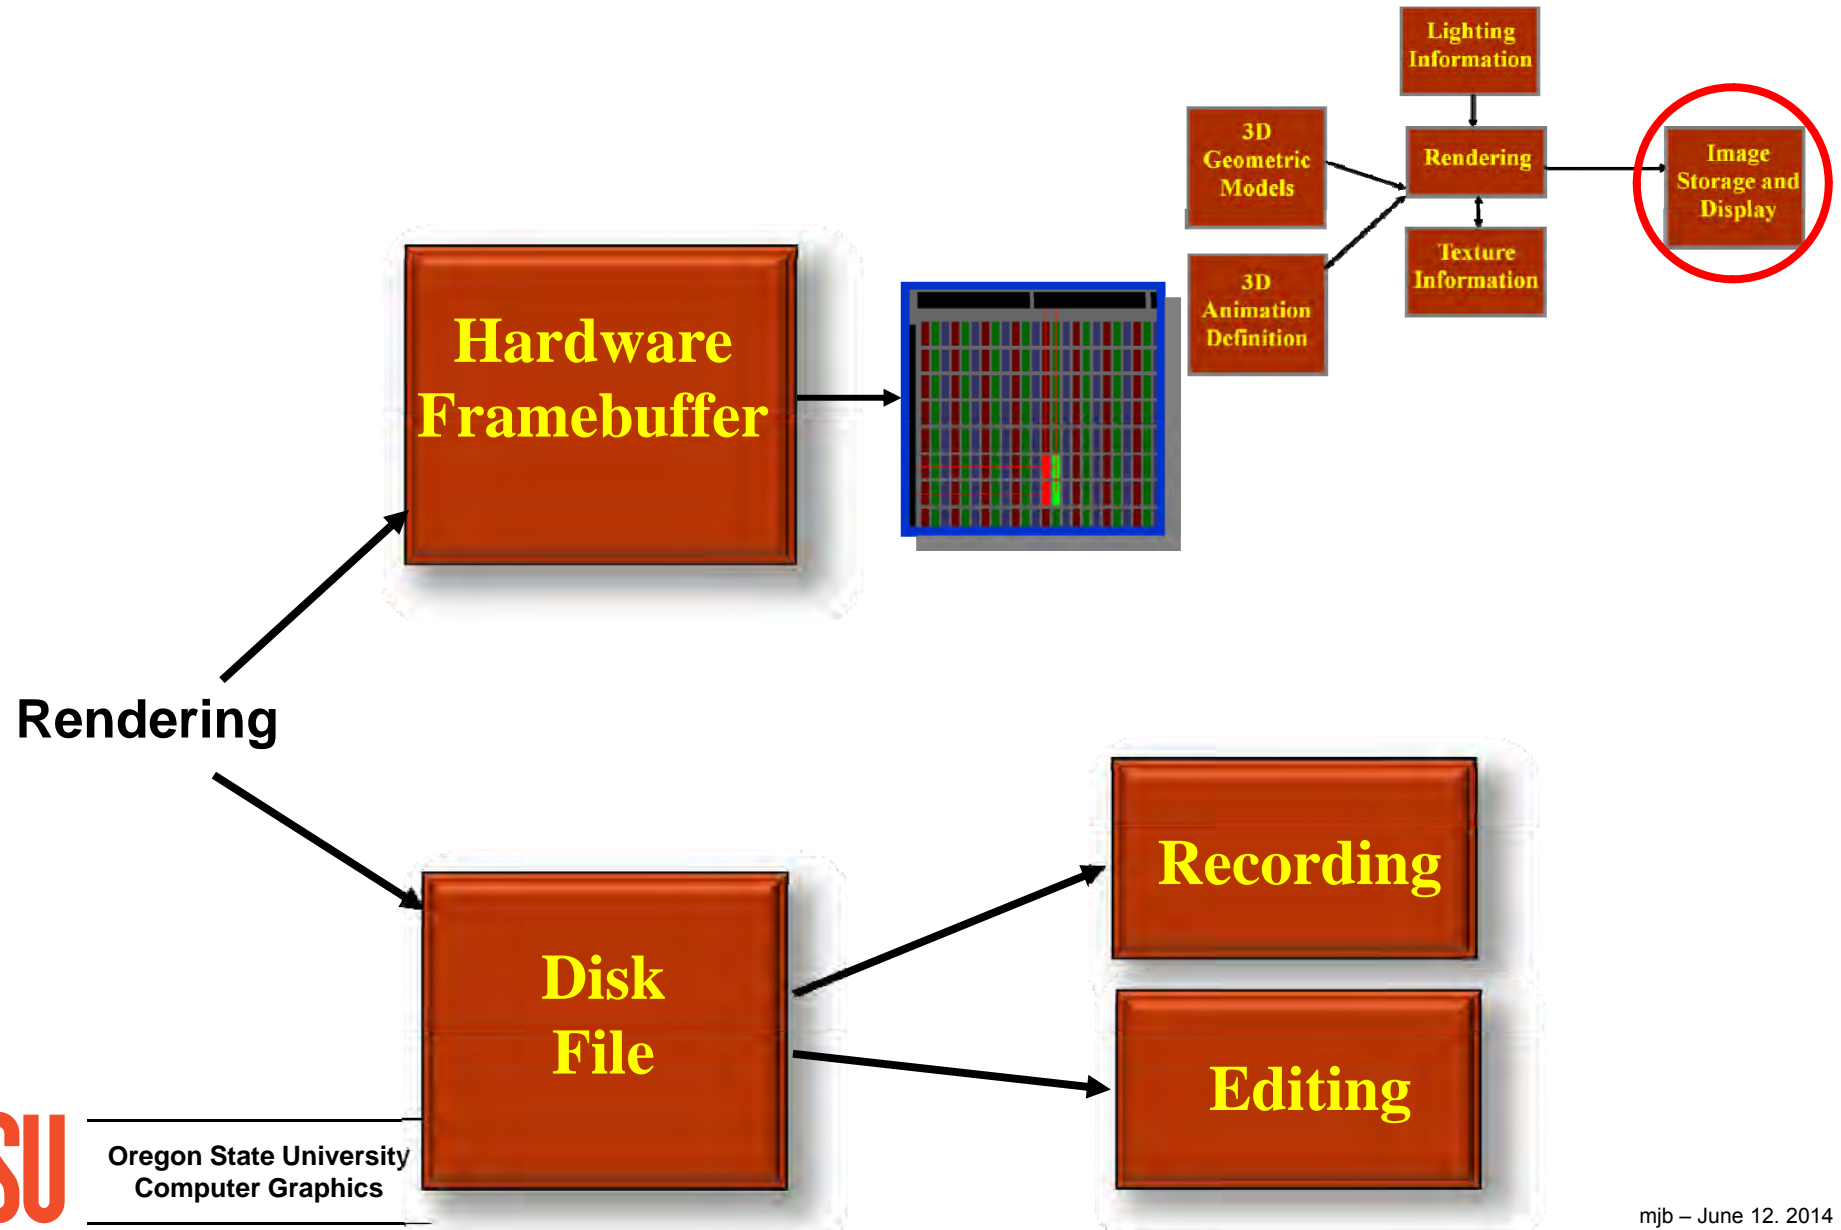 Lighting
Information
3D
Geometric
Models
Rendering
Image
Storage and
Display
Texture
Information
3D
Animation
Definition
Hardware
Framebuffer
Rendering
Recording
Disk
File
Editing
SU
Oregon State University
Computer Graphics
mjb – June 12. 2014